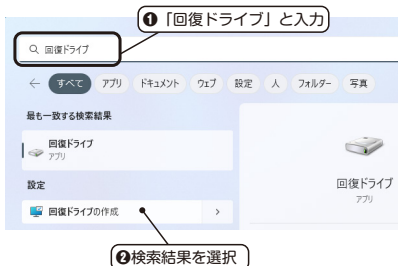 ❶「回復ドライブ」と入力
回復ドライブ
すべて アプリ ドキュメント ウェブ 設定 人 フォルダー 写真
最も一致する検索結果
回復ドライブ
アプリ
回復ドライブ
アプリ
設定
回復ドライブの作成
❷検索結果を選択